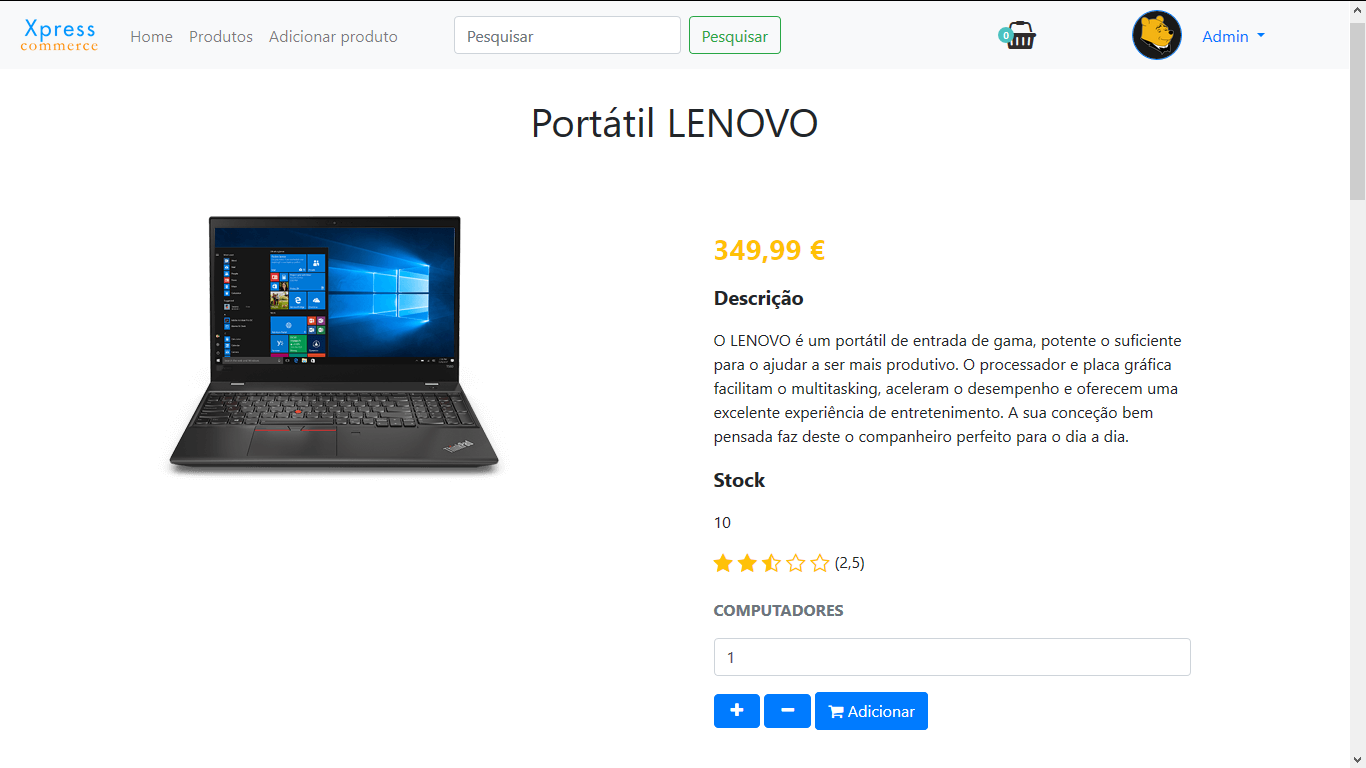 Xpress
commerce
Home Produtos Adicionar produto
Pesquisar
Pesquisar
0
Admin
Portátil LENOVO
ThinkPad
349,99 €
Descrição
O LENOVO é um portátil de entrada de gama, potente o suficiente
para o ajudar a ser mais produtivo. O processador e placa gráfica
facilitam o multitasking, aceleram o desempenho e oferecem uma
excelente experiência de entretenimento. A sua conceção bem
pensada faz deste o companheiro perfeito para o dia a dia.
Stock
10
(2,5)
COMPUTADORES
1
Adicionar